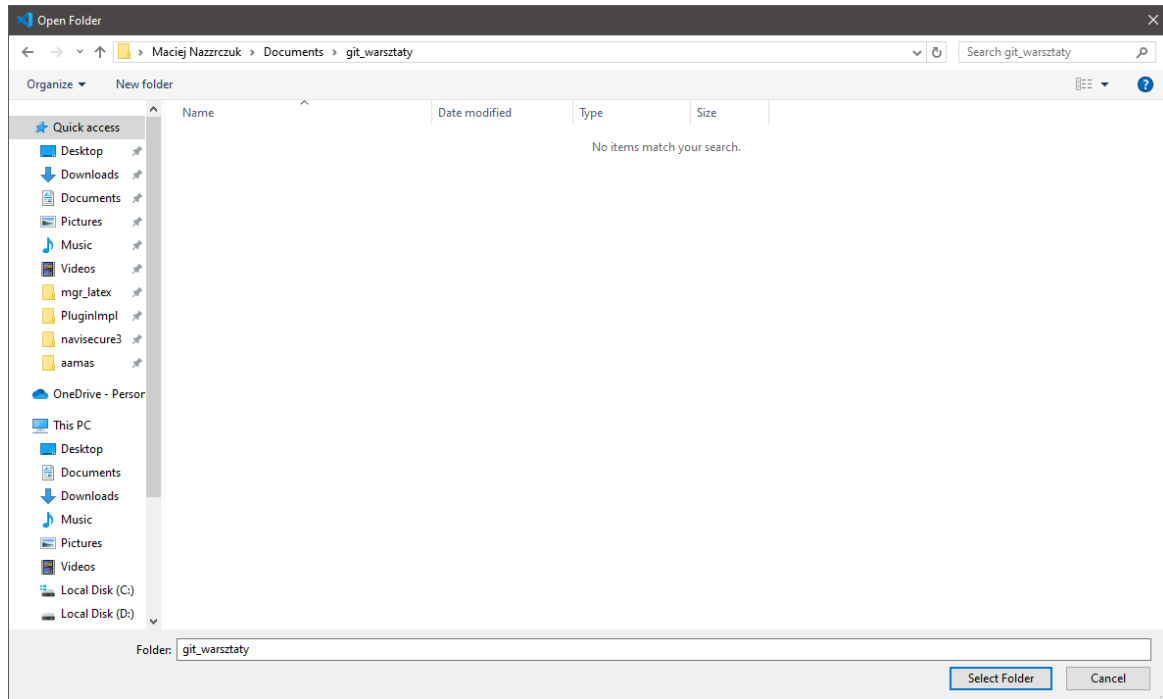 Open Folder
Maciej Nazzrczuk > Documents > git_warsztaty
Search git_warsztaty
Organize
New folder
Name
Date modified
Type
Size
No items match your search.
Quick access
Desktop
Downloads
Documents
Pictures
Music
Videos
mgr_latex
PluginImpl
navisecure3
aamas
OneDrive - Person
This PC
Desktop
Documents
Downloads
Music
Pictures
Videos
Local Disk (C:)
Local Disk (D:)
Folder: git_warsztaty
Select Folder
Cancel